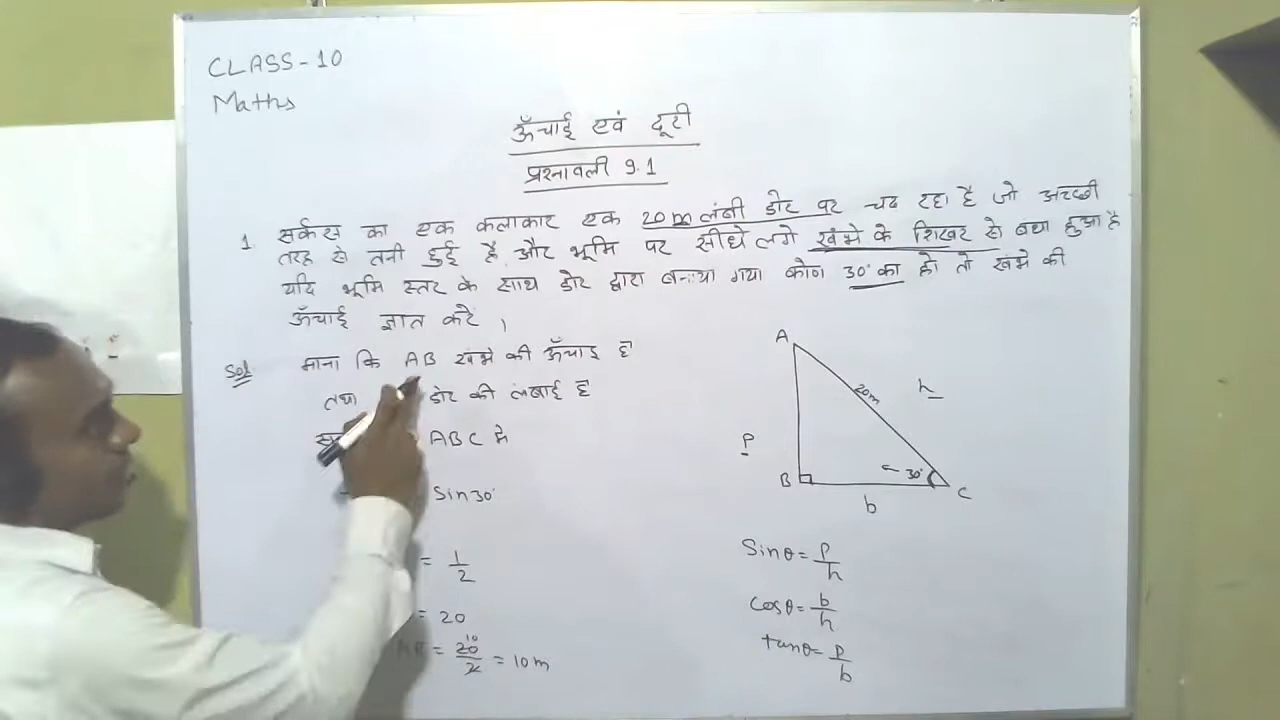 CLASS-10
Maths
ऊँचाई एवं दूरी
प्रश्नावली 9.1
1. सर्कस का एक कलाकार एक 20m लंबी डोर पर चढ़ रहा है जो अच्छी
तरह से तनी हुई है और भूमि पर सीधे लगे खंभे के शिखर से बंधा हुआ है
यदि भूमि स्तर के साथ डोर द्वारा बनाया गया कोण 30° का हो तो खंभे की
ऊँचाई ज्ञात करे ।
Sol. माना कि AB खंभे की ऊँचाई है
तथा डोर की लंबाई है
ABC मे
Sin30°
= 1/2
= 20
= 20/2 = 10m
10
A
20m
h
P
B
30°
C
b
Sinθ = P/h
Cosθ = b/h
tanθ = P/b